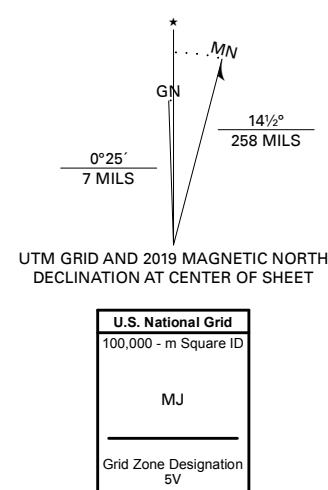 ★
MN
GN
14½°
258 MILS
0°25´
7 MILS
UTM GRID AND 2019 MAGNETIC NORTH
DECLINATION AT CENTER OF SHEET
U.S. National Grid
100,000 - m Square ID
MJ
Grid Zone Designation
5V